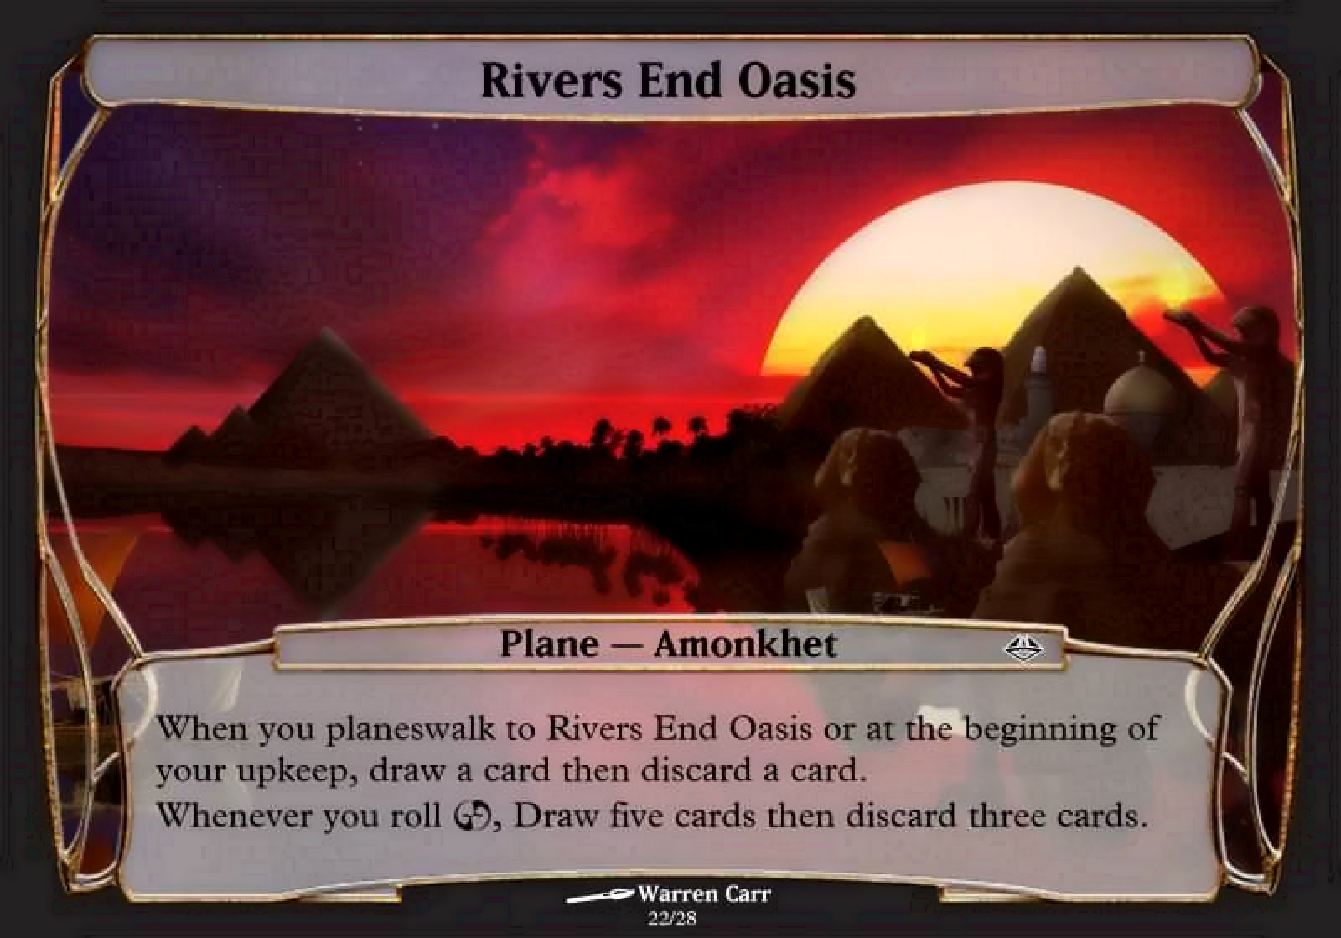 Rivers End Oasis
Plane — Amonkhet
When you planeswalk to Rivers End Oasis or at the beginning of
your upkeep, draw a card then discard a card.
Whenever you roll , Draw five cards then discard three cards.
Warren Carr
22/28